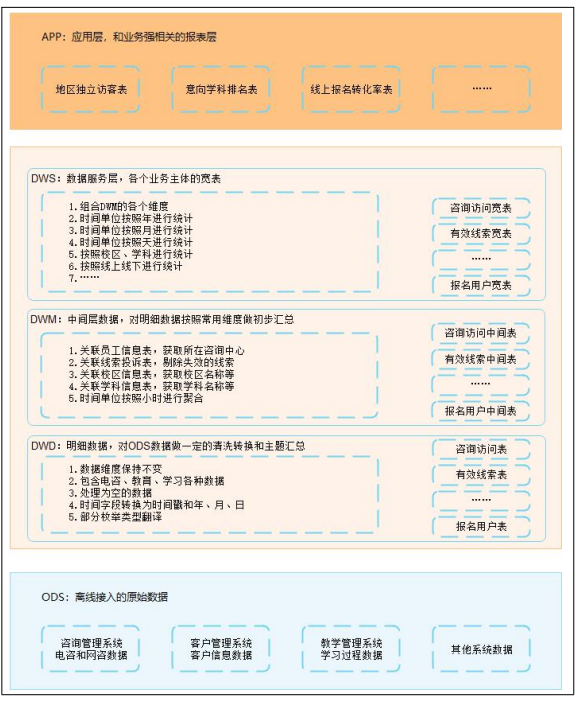 APP：应用层，和业务强相关的报表层
地区独立访客表
意向学科排名表
线上报名转化率表
……
DWS：数据服务层，各个业务主体的宽表
1.组合DWM的各个维度
2.时间单位按照年进行统计
3.时间单位按照月进行统计
4.时间单位按照天进行统计
5.按照校区、学科进行统计
6.按照线上线下进行统计
7.……
咨询访问宽表
有效线索宽表
……
报名用户宽表
DWM：中间层数据，对明细数据按照常用维度做初步汇总
1.关联员工信息表，获取所在咨询中心
2.关联线索投诉表，剔除失效的线索
3.关联校区信息表，获取校区名称等
4.关联学科信息表，获取学科名称等
5.时间单位按照小时进行聚合
咨询访问中间表
有效线索中间表
……
报名用户中间表
DWD：明细数据，对ODS数据做一定的清洗转换和主题汇总
1.数据维度保持不变
2.包含电咨、教育、学习各种数据
3.处理为空的数据
4.时间字段转换为时间戳和年、月、日
5.部分枚举类型翻译
咨询访问表
有效线索表
……
报名用户表
ODS：离线接入的原始数据
咨询管理系统
电咨和网咨数据
客户管理系统
客户信息数据
教学管理系统
学习过程数据
其他系统数据